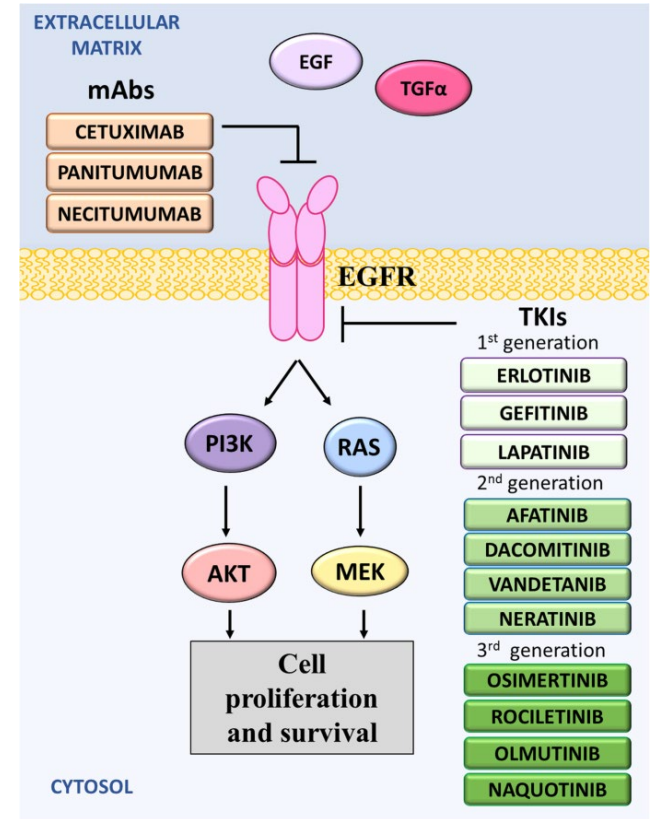 EXTRACELLULAR
MATRIX
EGF
TGFα
mAbs
CETUXIMAB
PANITUMUMAB
NECITUMUMAB
EGFR
TKIs
1st generation
ERLOTINIB
GEFITINIB
LAPATINIB
2nd generation
AFATINIB
DACOMITINIB
VANDETANIB
NERATINIB
3rd generation
OSIMERTINIB
ROCILETINIB
OLMUTINIB
NAQUOTINIB
PI3K
RAS
AKT
MEK
Cell
proliferation
and survival
CYTOSOL